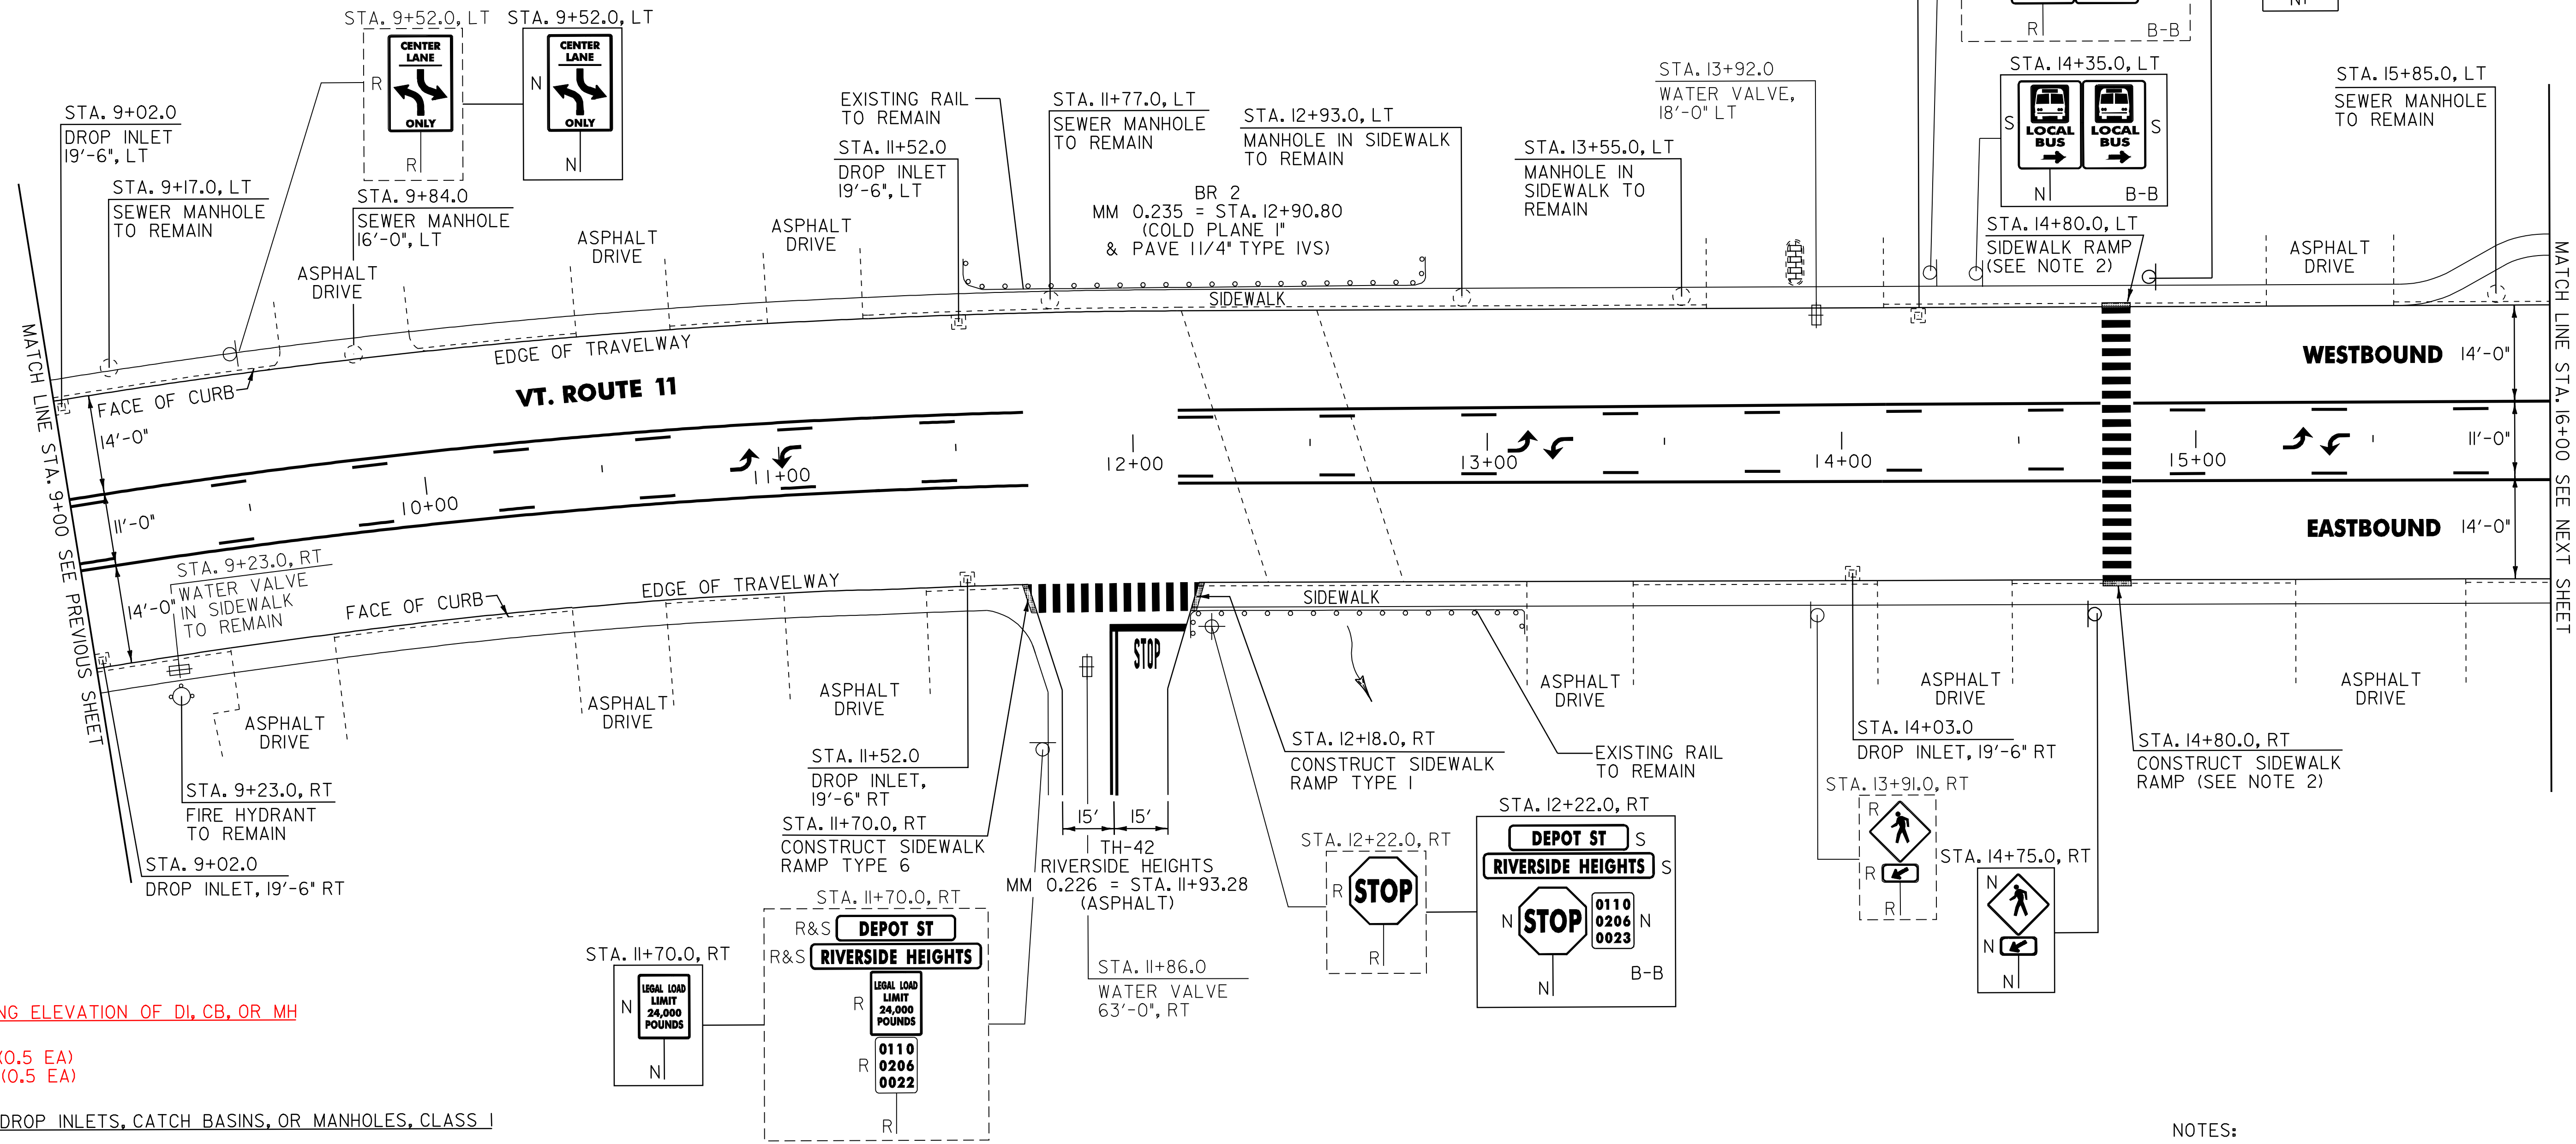 STA. 9+52.0, LT
CENTER
LANE
ONLY
R
R
STA. 9+52.0, LT
CENTER
LANE
ONLY
N
N
R
B-B
N
STA. 9+02.0
DROP INLET
19'-6", LT
STA. 9+17.0, LT
SEWER MANHOLE
TO REMAIN
STA. 9+84.0
SEWER MANHOLE
16'-0", LT
EXISTING RAIL
TO REMAIN
STA. 11+52.0
DROP INLET
19'-6", LT
STA. 11+77.0, LT
SEWER MANHOLE
TO REMAIN
STA. 12+93.0, LT
MANHOLE IN SIDEWALK
TO REMAIN
BR 2
MM 0.235 = STA. 12+90.80
(COLD PLANE 1"
& PAVE 1 1/4" TYPE IVS)
STA. 13+55.0, LT
MANHOLE IN
SIDEWALK TO
REMAIN
STA. 13+92.0
WATER VALVE,
18'-0" LT
STA. 14+35.0, LT
S
LOCAL
BUS
LOCAL
BUS
S
N
B-B
STA. 14+80.0, LT
SIDEWALK RAMP
(SEE NOTE 2)
STA. 15+85.0, LT
SEWER MANHOLE
TO REMAIN
ASPHALT
DRIVE
ASPHALT
DRIVE
ASPHALT
DRIVE
ASPHALT
DRIVE
SIDEWALK
MATCH LINE STA. 9+00 SEE PREVIOUS SHEET
MATCH LINE STA. 16+00 SEE NEXT SHEET
FACE OF CURB
EDGE OF TRAVELWAY
VT. ROUTE 11
WESTBOUND
14'-0"
11'-0"
EASTBOUND
14'-0"
14'-0"
11'-0"
14'-0"
10+00
11+00
12+00
13+00
14+00
15+00
STA. 9+23.0, RT
WATER VALVE
IN SIDEWALK
TO REMAIN
FACE OF CURB
EDGE OF TRAVELWAY
SIDEWALK
STOP
ASPHALT
DRIVE
ASPHALT
DRIVE
ASPHALT
DRIVE
ASPHALT
DRIVE
ASPHALT
DRIVE
ASPHALT
DRIVE
STA. 9+23.0, RT
FIRE HYDRANT
TO REMAIN
STA. 9+02.0
DROP INLET, 19'-6" RT
STA. 11+52.0
DROP INLET,
19'-6" RT
STA. 11+70.0, RT
CONSTRUCT SIDEWALK
RAMP TYPE 6
15'
15'
TH-42
RIVERSIDE HEIGHTS
MM 0.226 = STA. 11+93.28
(ASPHALT)
STA. 11+86.0
WATER VALVE
63'-0", RT
STA. 12+18.0, RT
CONSTRUCT SIDEWALK
RAMP TYPE 1
EXISTING RAIL
TO REMAIN
STA. 14+03.0
DROP INLET, 19'-6" RT
STA. 14+80.0, RT
CONSTRUCT SIDEWALK
RAMP (SEE NOTE 2)
STA. 11+70.0, RT
N
LEGAL LOAD
LIMIT
24,000
POUNDS
N
STA. 11+70.0, RT
R&S DEPOT ST
R&S RIVERSIDE HEIGHTS
R
LEGAL LOAD
LIMIT
24,000
POUNDS
R
0110
0206
0022
R
STA. 12+22.0, RT
R
STOP
R
STA. 12+22.0, RT
DEPOT ST S
RIVERSIDE HEIGHTS S
N
STOP
0110
0206
0023
N
N
B-B
STA. 13+91.0, RT
R
R
R
STA. 14+75.0, RT
N
N
N
NG ELEVATION OF DI, CB, OR MH
(0.5 EA)
(0.5 EA)
DROP INLETS, CATCH BASINS, OR MANHOLES, CLASS I
NOTES: